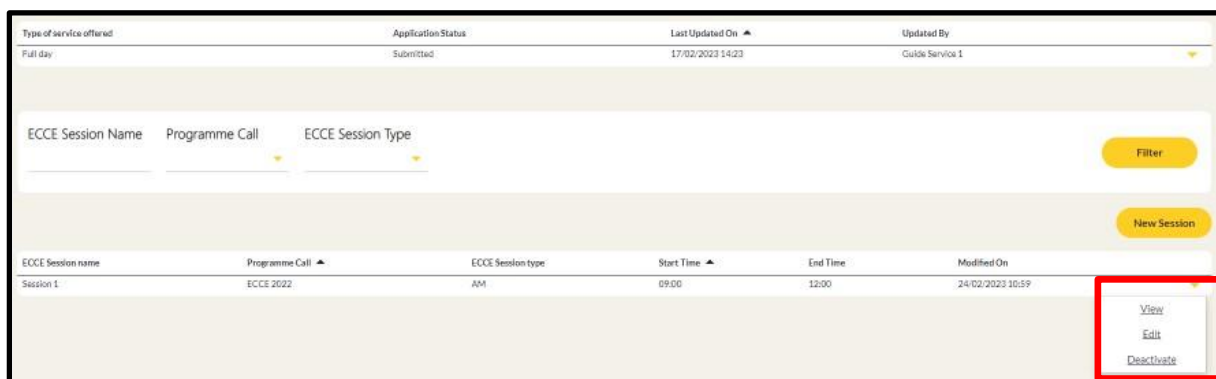 Type of service offered Application Status Last Updated On Updated By
Full day Submitted 17/02/2023 14:23 Guide Service 1
ECCE Session Name Programme Call ECCE Session Type
Filter
New Session
ECCE Session name Programme Call ECCE Session type Start Time End Time Modified On
Session 1 ECCE 2022 AM 09:00 12:00 24/02/2023 10:59
View
Edit
Deactivate